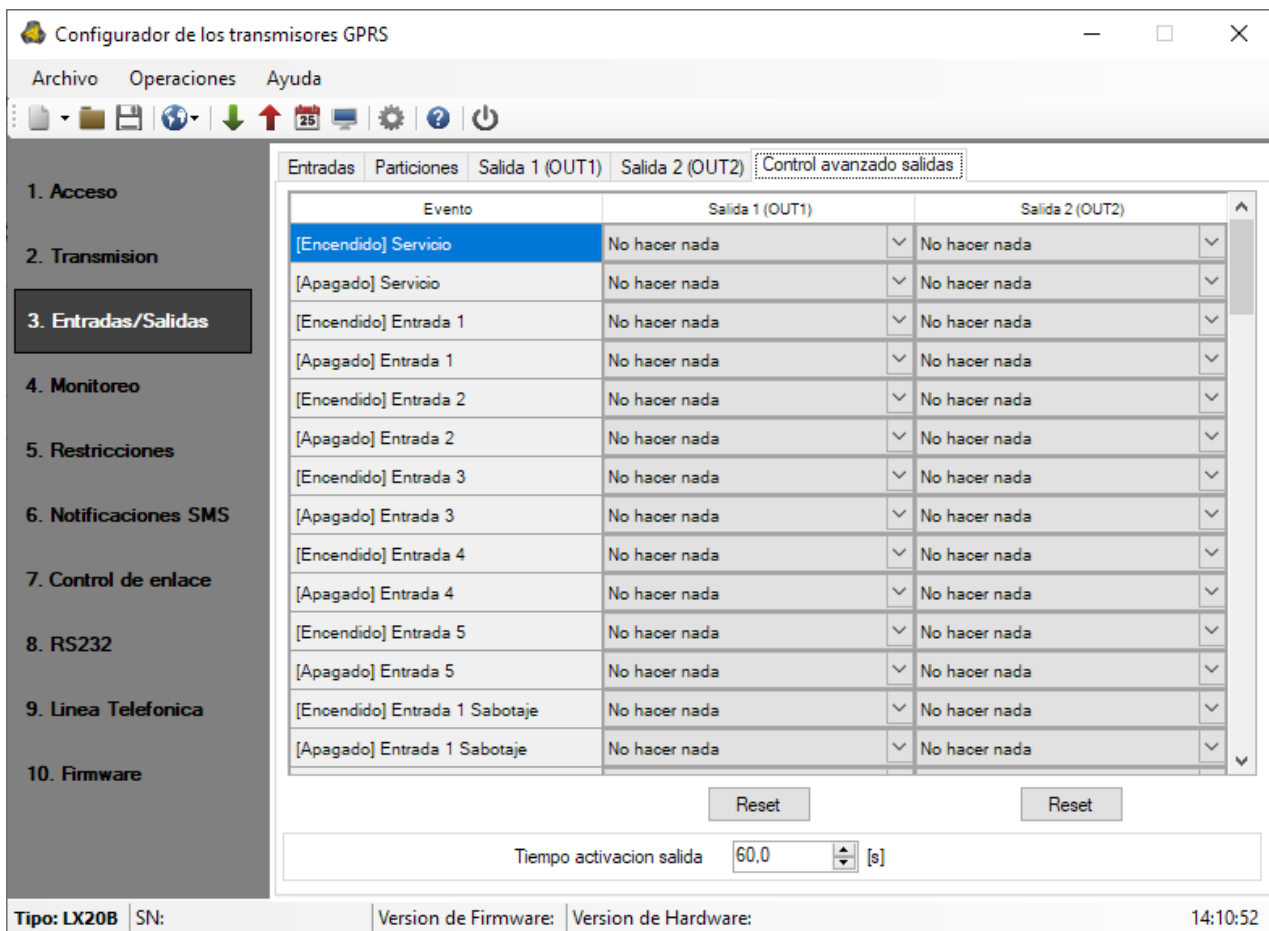 Configurador de los transmisores GPRS
Archivo Operaciones Ayuda
25
Entradas Particiones Salida 1 (OUT1) Salida 2 (OUT2) Control avanzado salidas
1. Acceso
2. Transmision
3. Entradas/Salidas
4. Monitoreo
5. Restricciones
6. Notificaciones SMS
7. Control de enlace
8. RS232
9. Linea Telefonica
10. Firmware
Evento Salida 1 (OUT1) Salida 2 (OUT2)
[Encendido] Servicio No hacer nada No hacer nada
[Apagado] Servicio No hacer nada No hacer nada
[Encendido] Entrada 1 No hacer nada No hacer nada
[Apagado] Entrada 1 No hacer nada No hacer nada
[Encendido] Entrada 2 No hacer nada No hacer nada
[Apagado] Entrada 2 No hacer nada No hacer nada
[Encendido] Entrada 3 No hacer nada No hacer nada
[Apagado] Entrada 3 No hacer nada No hacer nada
[Encendido] Entrada 4 No hacer nada No hacer nada
[Apagado] Entrada 4 No hacer nada No hacer nada
[Encendido] Entrada 5 No hacer nada No hacer nada
[Apagado] Entrada 5 No hacer nada No hacer nada
[Encendido] Entrada 1 Sabotaje No hacer nada No hacer nada
[Apagado] Entrada 1 Sabotaje No hacer nada No hacer nada
Reset Reset
Tiempo activacion salida 60,0 [s]
Tipo: LX20B SN: Version de Firmware: Version de Hardware: 14:10:52